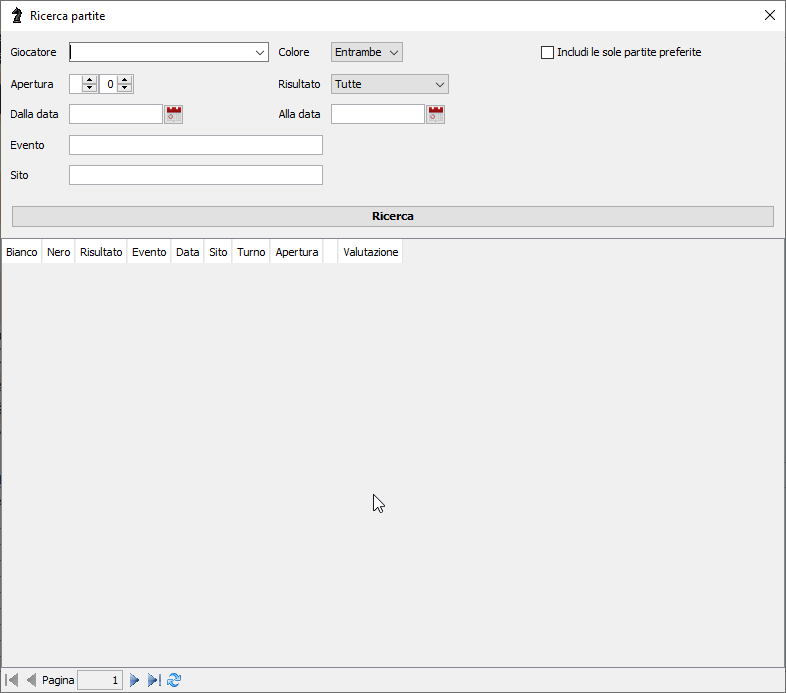 Ricerca partite
Giocatore Colore Entrambe Includi le sole partite preferite
Apertura 0 Risultato Tutte
Dalla data Alla data
Evento
Sito
Ricerca
Bianco Nero Risultato Evento Data Sito Turno Apertura Valutazione
Pagina 1